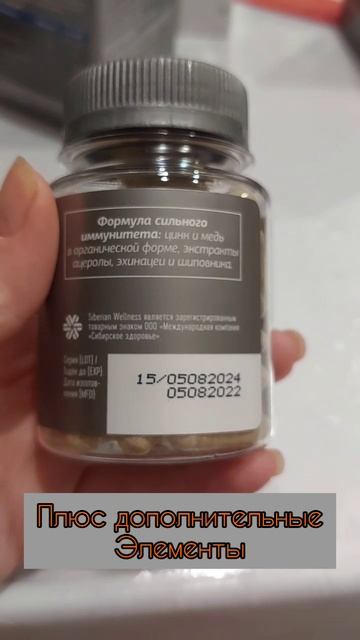 Формула сильного
иммунитета: цинк и медь
в органической форме, экстракты
ацеролы, эхинацеи и шиповника.
Siberian Wellness является зарегистрированным
товарным знаком ООО «Международная компания
«Сибирское здоровье»
Серия (LOT) /
Годен до (EXP)
Дата изготов-
ления (MFD)
15/05082024
05082022
Плюс дополнительные
Элементы